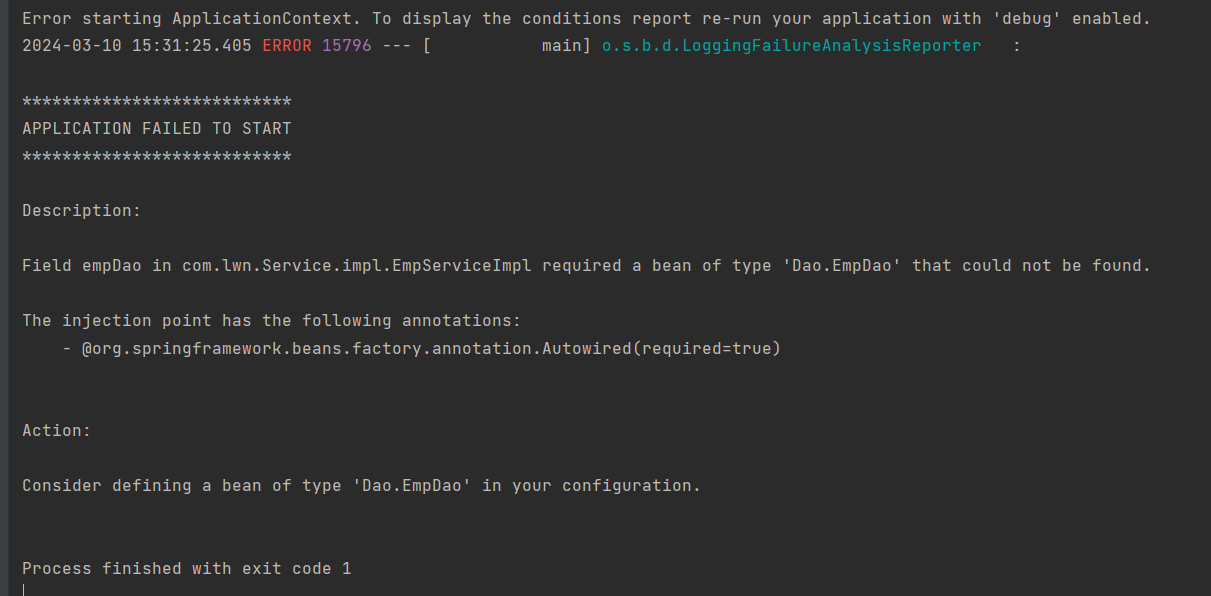 Error starting ApplicationContext. To display the conditions report re-run your application with 'debug' enabled.
2024-03-10 15:31:25.405 ERROR 15796 --- [           main] o.s.b.d.LoggingFailureAnalysisReporter   :
***************************
APPLICATION FAILED TO START
***************************
Description:
Field empDao in com.lwn.Service.impl.EmpServiceImpl required a bean of type 'Dao.EmpDao' that could not be found.
The injection point has the following annotations:
    - @org.springframework.beans.factory.annotation.Autowired(required=true)
Action:
Consider defining a bean of type 'Dao.EmpDao' in your configuration.
Process finished with exit code 1